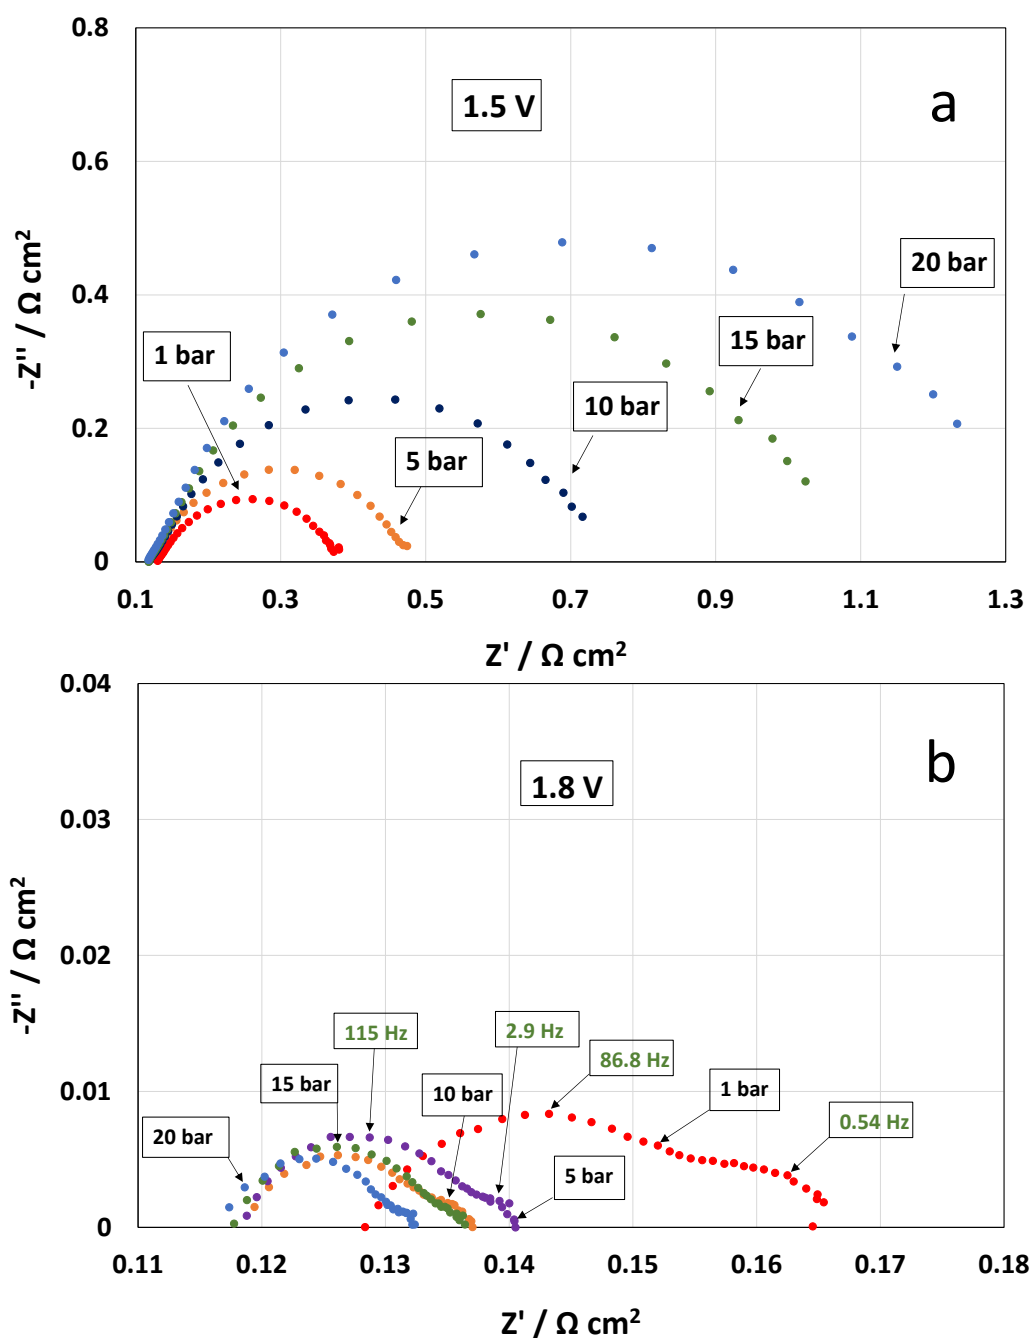 0.8
1.5 V
a
0.6
-Z'' / Ω cm²
0.4
20 bar
15 bar
1 bar
10 bar
5 bar
0.2
0
0.1 0.3 0.5 0.7 0.9 1.1 1.3
Z' / Ω cm²
0.04
b
1.8 V
0.03
-Z'' / Ω cm²
0.02
115 Hz
2.9 Hz
86.8 Hz
0.01
15 bar
10 bar
1 bar
0.54 Hz
20 bar
5 bar
0
0.11 0.12 0.13 0.14 0.15 0.16 0.17 0.18
Z' / Ω cm²